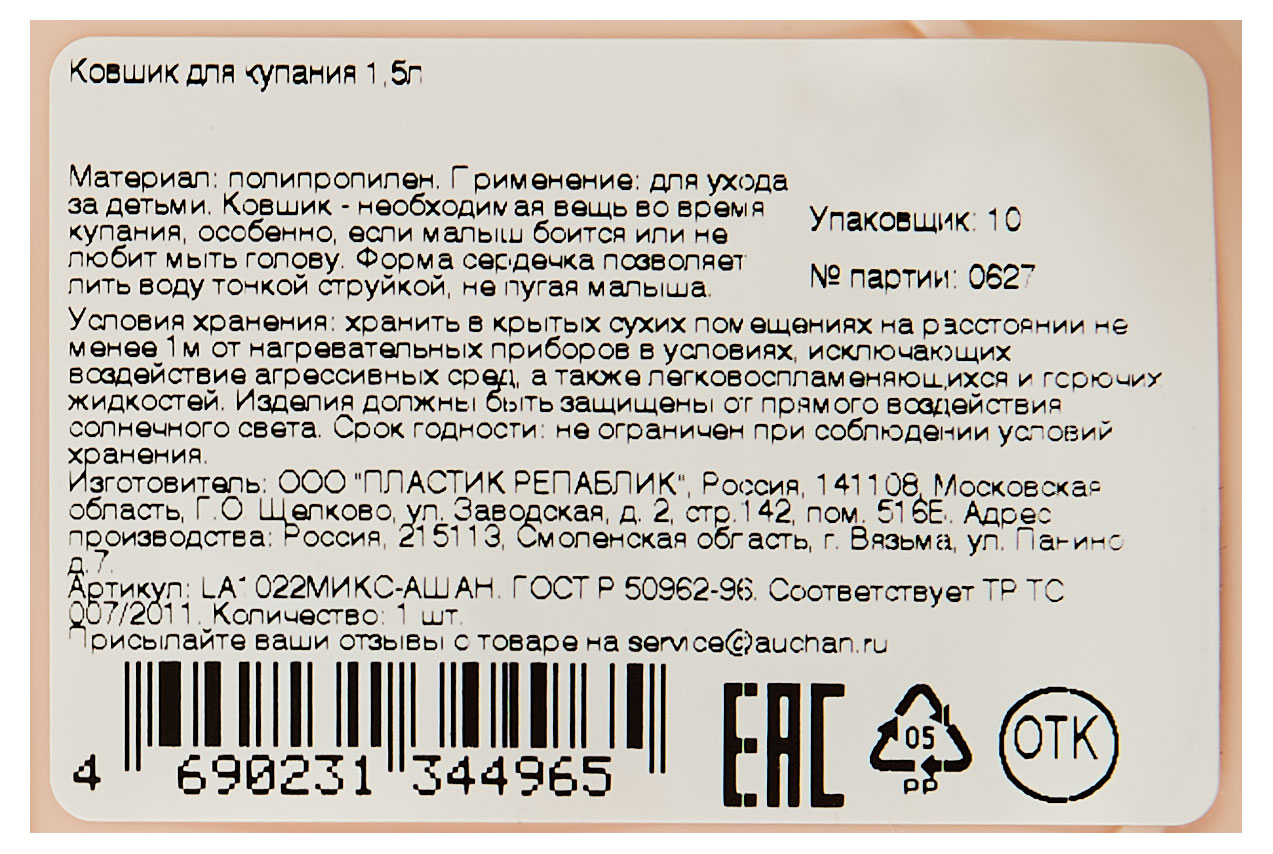 Ковшик для купания 1,5л
Материал: полипропилен. Применение: для ухода
за детьми. Ковшик - необходимая вещь во время
купания, особенно, если малыш боится или не
любит мыть голову. Форма сердечка позволяет
лить воду тонкой струйкой, не пугая малыша.
Упаковщик: 10
№ партии: 0627
Условия хранения: хранить в крытых сухих помещениях на расстоянии не
менее 1м от нагревательных приборов в условиях, исключающих
воздействие агрессивных сред, а также легковоспламеняющихся и горючих
жидкостей. Изделия должны быть защищены от прямого воздействия
солнечного света. Срок годности: не ограничен при соблюдении условий
хранения.
Изготовитель: ООО "ПЛАСТИК РЕПАБЛИК", Россия, 141108, Московская
область, Г.О. Щелково, ул. Заводская, д. 2, стр.142, пом. 516Е. Адрес
производства: Россия, 215113, Смоленская область, г. Вязьма, ул. Панино
д.7.
Артикул: LA1022МИКС-АШАН. ГОСТ Р 50962-96. Соответствует ТР ТС
007/2011. Количество: 1 шт.
Присылайте ваши отзывы о товаре на service@auchan.ru
4 690231 344965
EAC
05
PP
ОТК